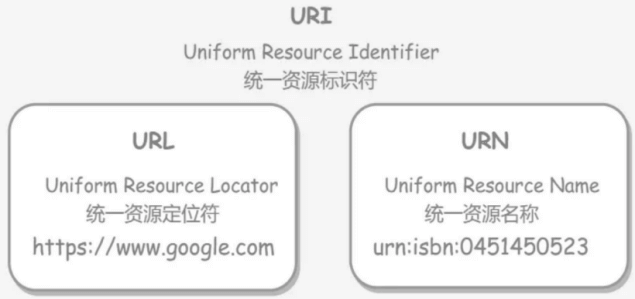 URI
Uniform Resource Identifier
统一资源标识符
URL
Uniform Resource Locator
统一资源定位符
https://www.google.com
URN
Uniform Resource Name
统一资源名称
urn:isbn:0451450523